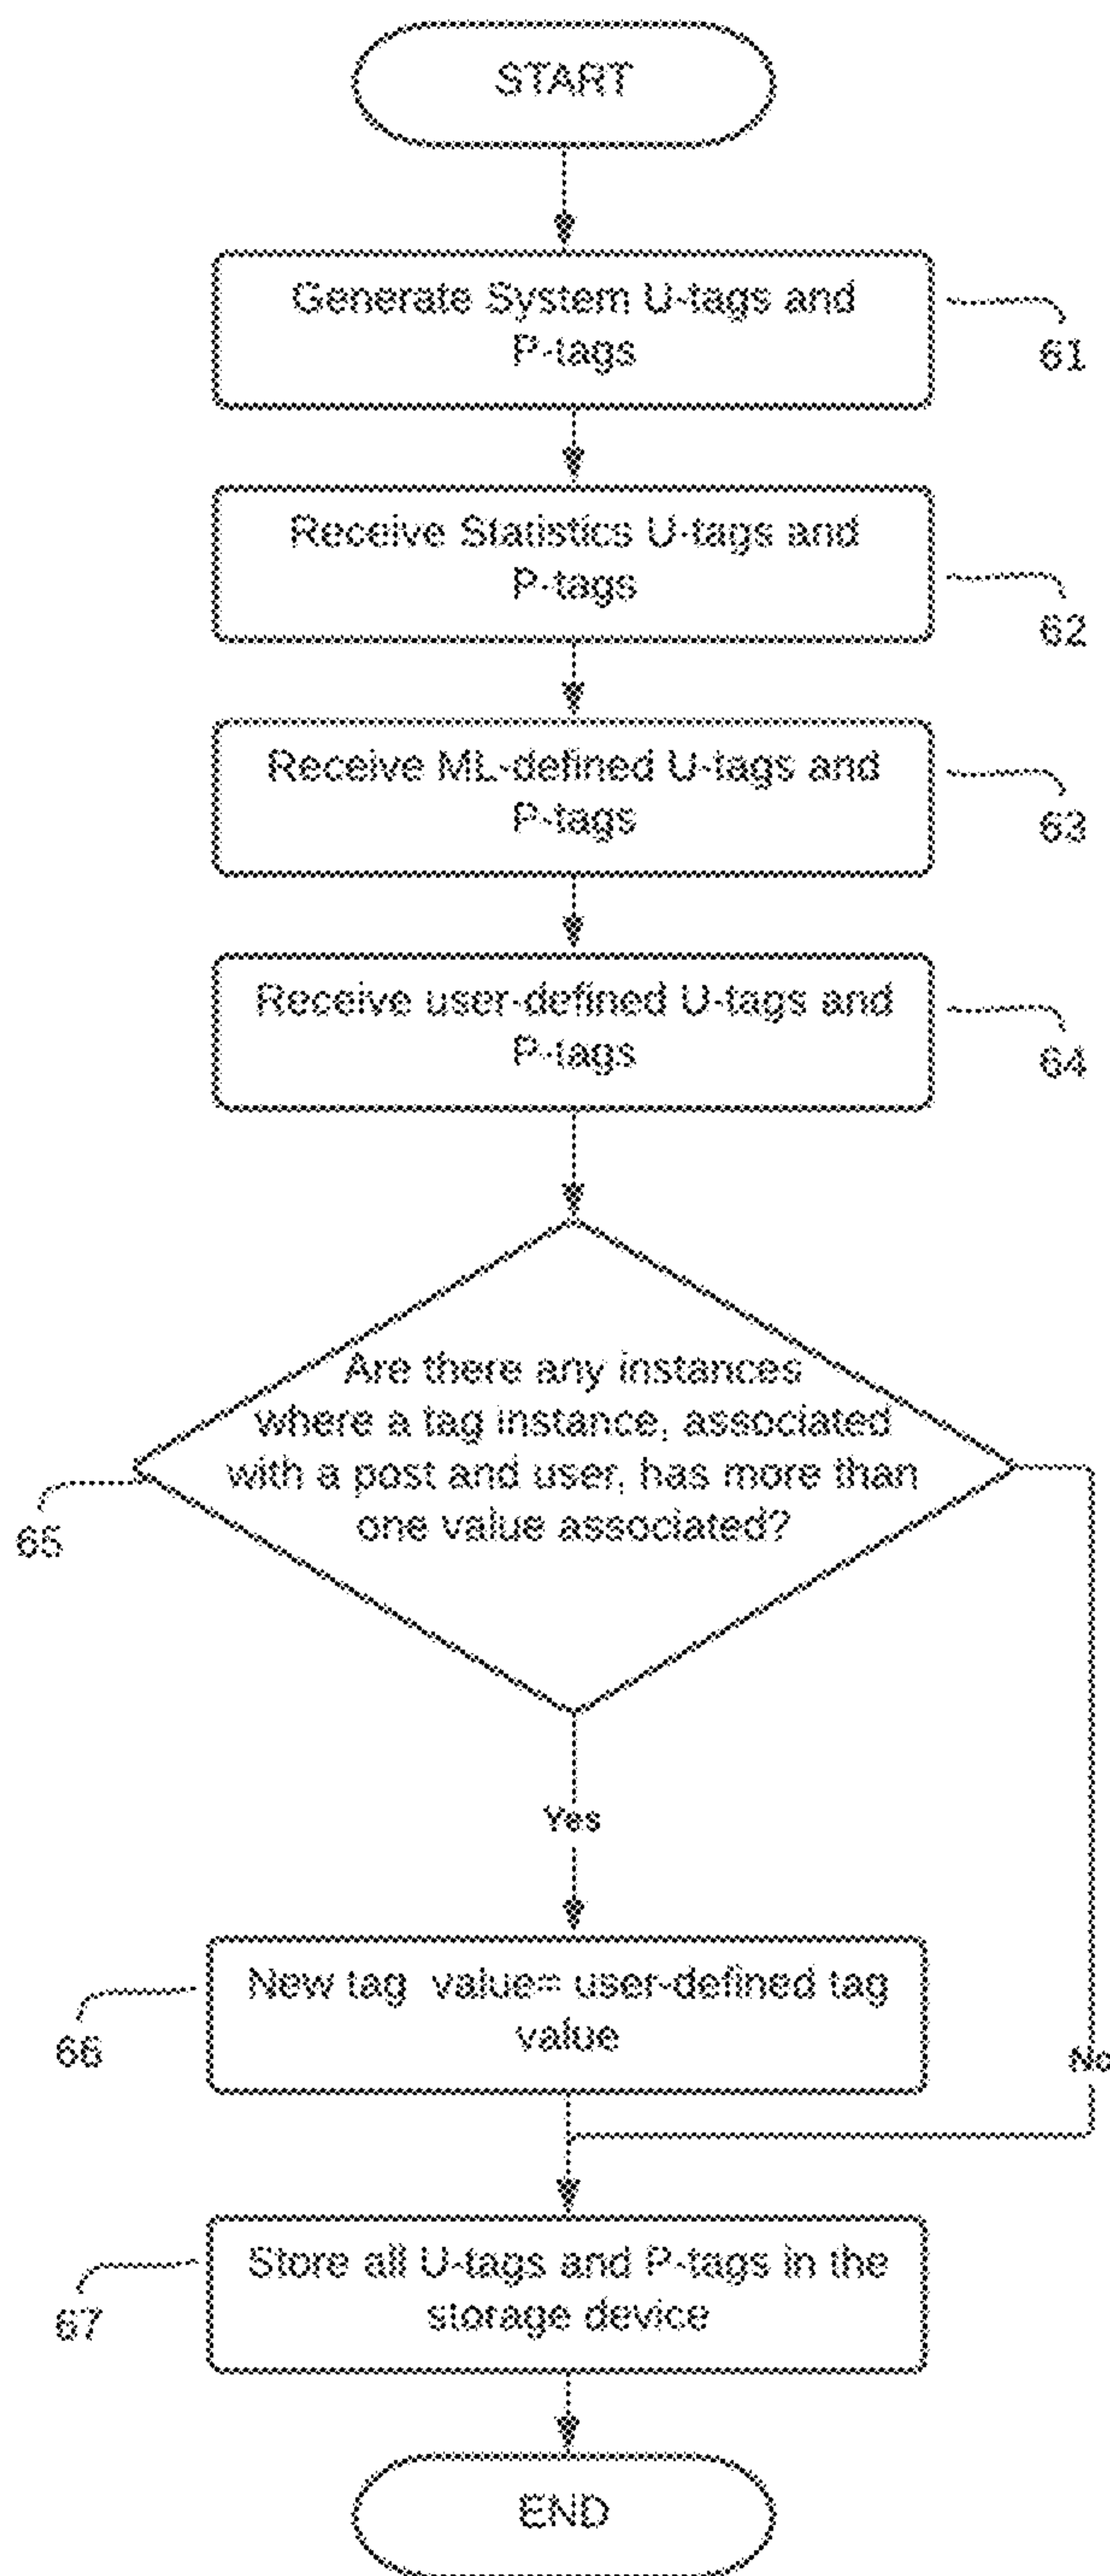 START
Generate System U-tags and
P-tags
61
Receive Statistics U-tags and
P-tags
62
Receive ML-defined U-tags and
P-tags
63
Receive user-defined U-tags and
P-tags
64
Are there any instances
where a tag instance, associated
with a post and user, has more than
one value associated?
65
Yes
New tag value= user-defined tag
value
66
No
Store all U-tags and P-tags in the
storage device
67
END